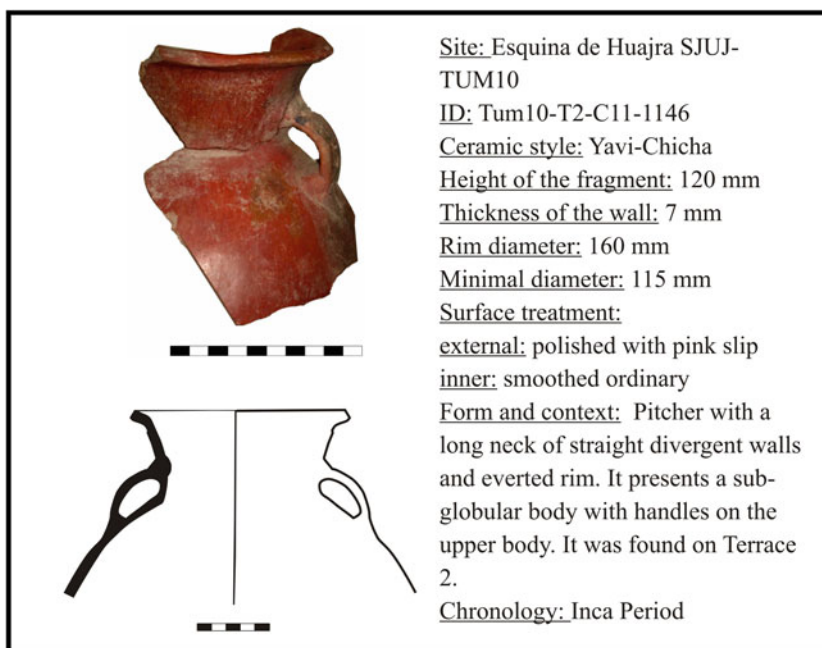 Site: Esquina de Huajra SJUJ-
TUM10
ID: Tum10-T2-C11-1146
Ceramic style: Yavi-Chicha
Height of the fragment: 120 mm
Thickness of the wall: 7 mm
Rim diameter: 160 mm
Minimal diameter: 115 mm
Surface treatment:
external: polished with pink slip
inner: smoothed ordinary
Form and context: Pitcher with a
long neck of straight divergent walls
and everted rim. It presents a sub-
globular body with handles on the
upper body. It was found on Terrace
2.
Chronology: Inca Period